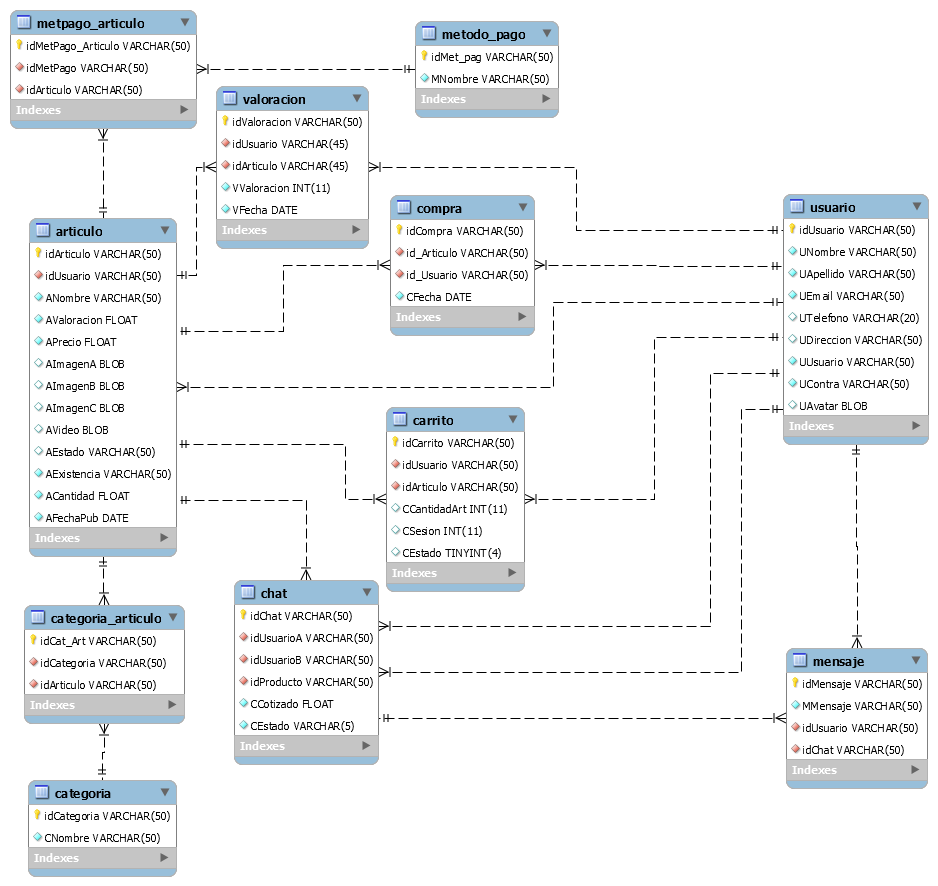 metpago_articulo
idMetPago_Articulo VARCHAR(50)
idMetPago VARCHAR(50)
idArticulo VARCHAR(50)
Indexes
metodo_pago
idMet_pag VARCHAR(50)
MNombre VARCHAR(50)
Indexes
valoracion
idValoracion VARCHAR(50)
idUsuario VARCHAR(45)
idArticulo VARCHAR(45)
VValoracion INT(11)
VFecha DATE
Indexes
compra
idCompra VARCHAR(50)
id_Articulo VARCHAR(50)
id_Usuario VARCHAR(50)
CFecha DATE
Indexes
usuario
idUsuario VARCHAR(50)
UNombre VARCHAR(50)
UApellido VARCHAR(50)
UEmail VARCHAR(50)
UTelefono VARCHAR(20)
UDireccion VARCHAR(50)
UUsuario VARCHAR(50)
UContra VARCHAR(50)
UAvatar BLOB
Indexes
articulo
idArticulo VARCHAR(50)
idUsuario VARCHAR(50)
ANombre VARCHAR(50)
AValoracion FLOAT
APrecio FLOAT
AImagenA BLOB
AImagenB BLOB
AImagenC BLOB
AVideo BLOB
AEstado VARCHAR(50)
AExistencia VARCHAR(50)
ACantidad FLOAT
AFechaPub DATE
Indexes
carrito
idCarrito VARCHAR(50)
idUsuario VARCHAR(50)
idArticulo VARCHAR(50)
CCantidadArt INT(11)
CSesion INT(11)
CEstado TINYINT(4)
Indexes
chat
idChat VARCHAR(50)
idUsuarioA VARCHAR(50)
idUsuarioB VARCHAR(50)
idProducto VARCHAR(50)
CCotizado FLOAT
CEstado VARCHAR(5)
Indexes
categoria_articulo
idCat_Art VARCHAR(50)
idCategoria VARCHAR(50)
idArticulo VARCHAR(50)
Indexes
mensaje
idMensaje VARCHAR(50)
MMensaje VARCHAR(50)
idUsuario VARCHAR(50)
idChat VARCHAR(50)
Indexes
categoria
idCategoria VARCHAR(50)
CNombre VARCHAR(50)
Indexes